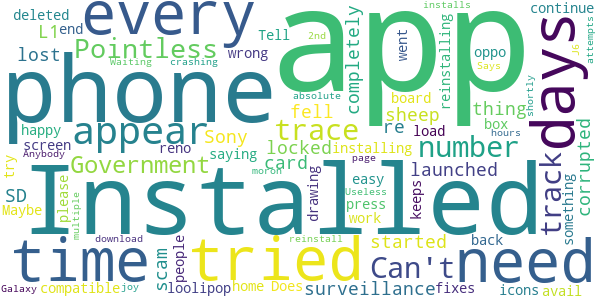 deleted every app installs continue
L1 end Pointless lost Tell 2nd went wrong crashing Waiting Says J6 attempts
phone completely reinstalling oppo days
fell board sheep thing shortly
happy appear trace re load box hours
screen reno Sony saying locked installing absolute page number track corrupted
try Government card moron easy launched something
SD Installed drawing press keeps Useless work
Maybe please multiple people scam started back
time download tried Can't need
Anybody reinstall surveillance fixes icons
Galaxy compatible joy loolipop home Does avail